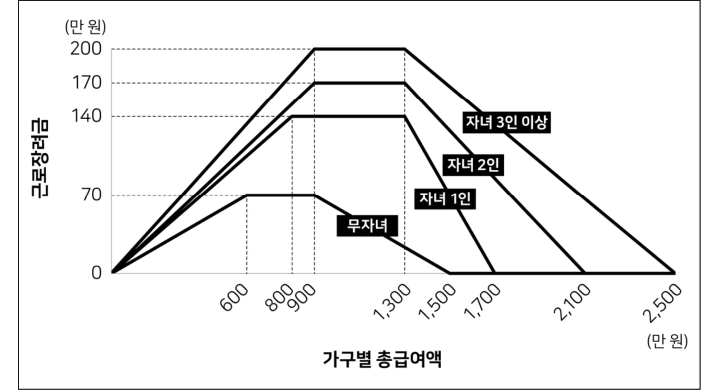 (만 원)
200
170
140
70
0
근로장려금
자녀 3인 이상
자녀 2인
자녀 1인
무자녀
600
800
900
1,300
1,500
1,700
2,100
2,500
(만 원)
가구별 총급여액